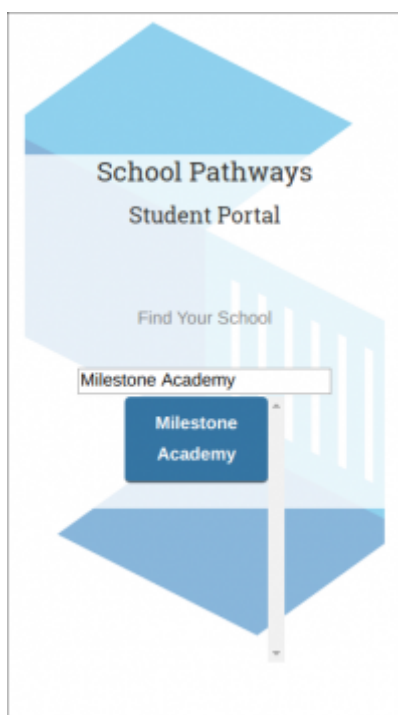 School Pathways
Student Portal
Find Your School
Milestone Academy
Milestone
Academy